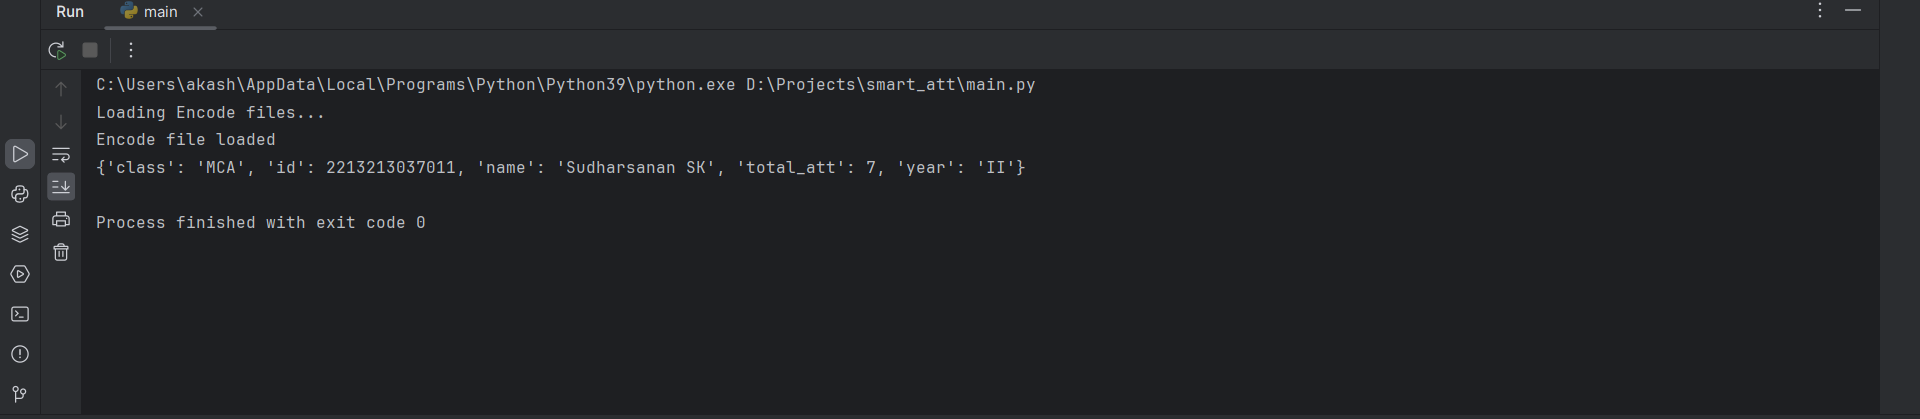 Run main
C:\Users\akash\AppData\Local\Programs\Python\Python39\python.exe D:\Projects\smart_att\main.py
Loading Encode files...
Encode file loaded
{'class': 'MCA', 'id': 2213213037011, 'name': 'Sudharsanan SK', 'total_att': 7, 'year': 'II'}
Process finished with exit code 0